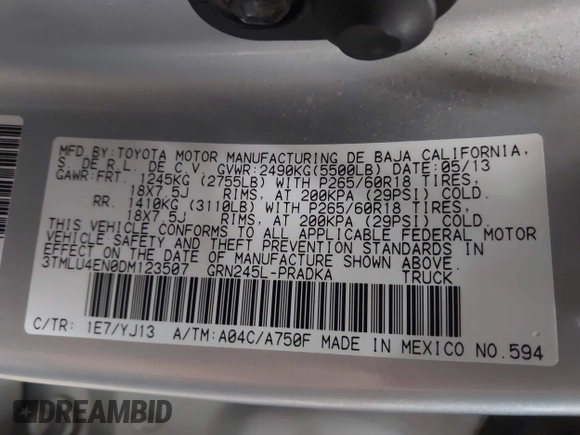 MFD.BY:TOYOTA MOTOR MANUFACTURING DE BAJA CALIFORNIA,
S. DE R.L. DE C.V. GVWR:2490KG(5500LB) DATE:05/13
GAWR:FRT. 1245KG (2755LB) WITH P265/60R18 TIRES,
18X7.5J RIMS, AT 200KPA (29PSI) COLD.
RR. 1410KG (3110LB) WITH P265/60R18 TIRES,
18X7.5J RIMS, AT 200KPA (29PSI) COLD.
THIS VEHICLE CONFORMS TO ALL APPLICABLE FEDERAL MOTOR
VEHICLE SAFETY AND THEFT PREVENTION STANDARDS IN
EFFECT ON THE DATE OF MANUFACTURE SHOWN ABOVE.
3TMLU4EN0DM123507 GRN245L-PRADKA TRUCK
C/TR: 1E7/YJ13 A/TM:A04C/A750F MADE IN MEXICO NO.594
DREAMBID